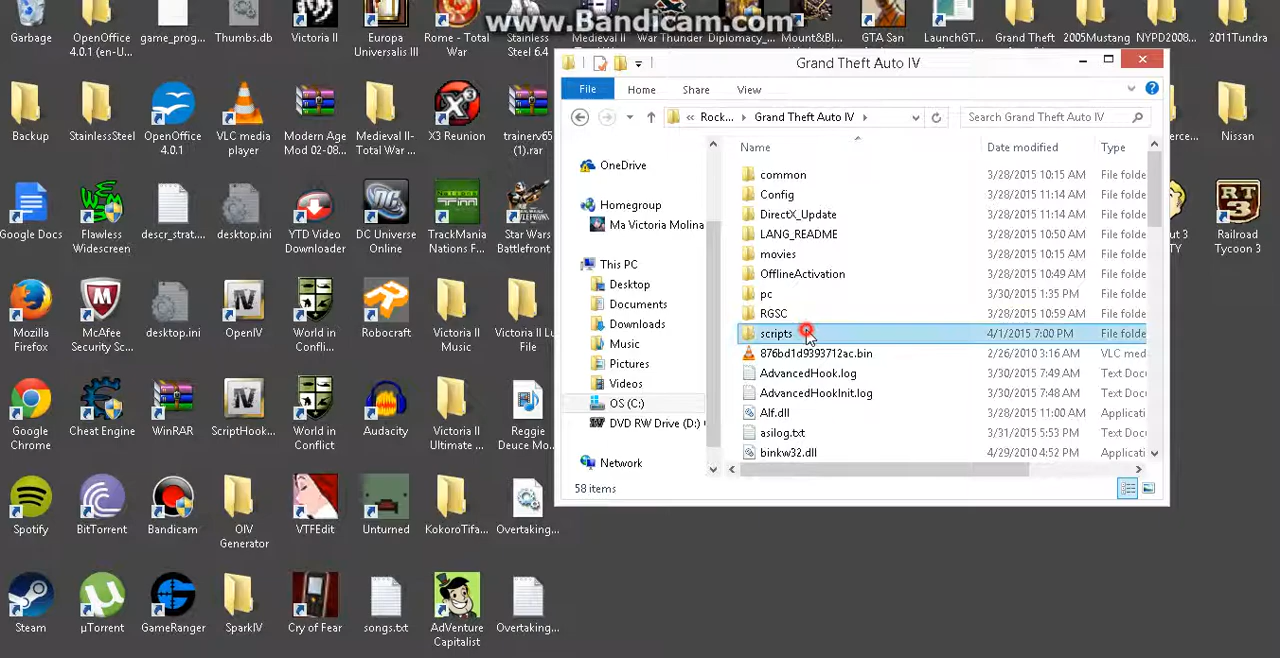 www.Bandicam.com
Garbage
OpenOffice
4.0.1 (en-U...
game_prog...
Thumbs.db
Victoria II
Europa
Universalis III
Rome - Total
War
Stainless
Steel 6.4
Medieval II-
Total War ...
War Thunder
Diplomacy_...
Mount&Bl...
GTA San
LaunchGT...
Grand Theft
2005Mustang
NYPD2008...
2011Tundra
Grand Theft Auto IV
File
Home
Share
View
« Rock...
Grand Theft Auto IV
Search Grand Theft Auto IV
Name
Date modified
Type
OneDrive
Homegroup
Ma Victoria Molina
This PC
Desktop
Documents
Downloads
Music
Pictures
Videos
OS (C:)
DVD RW Drive (D:)
Network
common 3/28/2015 10:15 AM File folde
Config 3/28/2015 11:14 AM File folde
DirectX_Update 3/28/2015 11:14 AM File folde
LANG_README 3/28/2015 10:50 AM File folde
movies 3/28/2015 10:15 AM File folde
OfflineActivation 3/28/2015 10:49 AM File folde
pc 3/30/2015 1:35 PM File folde
RGSC 3/28/2015 10:59 AM File folde
scripts 4/1/2015 7:00 PM File folde
876bd1d9393712ac.bin 2/26/2010 3:16 AM VLC med
AdvancedHook.log 3/30/2015 7:49 AM Text Doc
AdvancedHookInit.log 3/30/2015 7:48 AM Text Doc
Alf.dll 3/28/2015 11:00 AM Applicati
asilog.txt 3/31/2015 5:53 PM Text Doc
binkw32.dll 4/29/2010 4:52 PM Applicati
58 items
Backup
StainlessSteel
OpenOffice
4.0.1
VLC media
player
Modern Age
Mod 02-08...
Medieval II-
Total War ...
X3 Reunion
trainerv65
(1).rar
Nissan
Google Docs
Flawless
Widescreen
descr_strat...
desktop.ini
YTD Video
Downloader
DC Universe
Online
TrackMania
Nations F...
Star Wars
Battlefront
Railroad
Tycoon 3
Mozilla
Firefox
McAfee
Security Sc...
desktop.ini
OpenIV
World in
Confli...
Robocraft
Victoria II
Music
Victoria II Lu
File
Google
Chrome
Cheat Engine
WinRAR
ScriptHook...
World in
Conflict
Audacity
Victoria II
Ultimate ...
Reggie
Deuce Mo...
Spotify
BitTorrent
Bandicam
OIV
Generator
VTFEdit
Unturned
KokoroTifa...
Overtaking...
Steam
µTorrent
GameRanger
SparkIV
Cry of Fear
songs.txt
AdVenture
Capitalist
Overtaking...